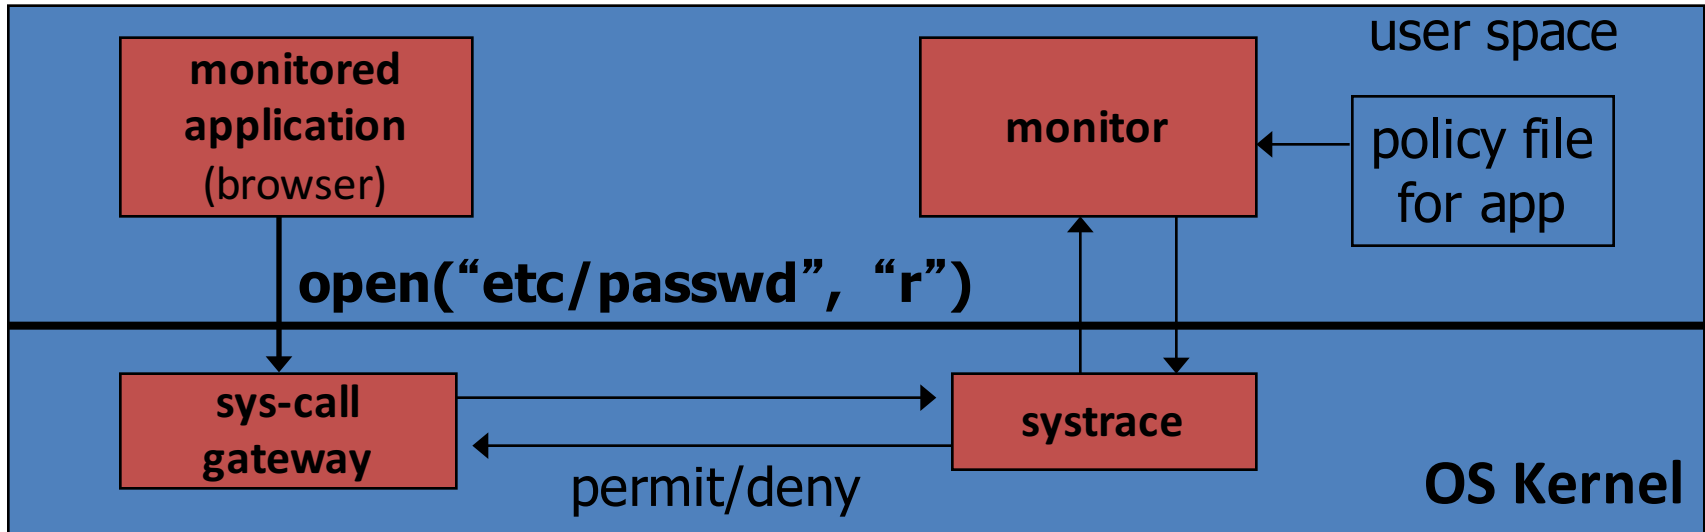 user space
monitored
application
(browser)
monitor
policy file
for app
open(“etc/passwd”, “r”)
sys-call
gateway
systrace
permit/deny
OS Kernel